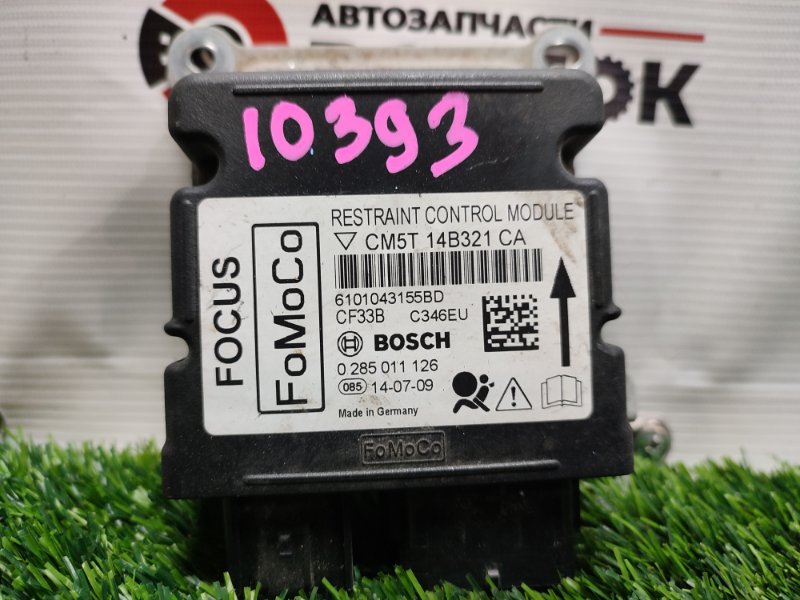 АВТОЗАПЧАСТИ
ОК
10393
RESTRAINT CONTROL MODULE
CM5T 14B321 CA
6101043155BD
CF33B C346EU
BOSCH
0 285 011 126
085 14-07-09
Made in Germany
FOCUS
FoMoCo
FoMoCo